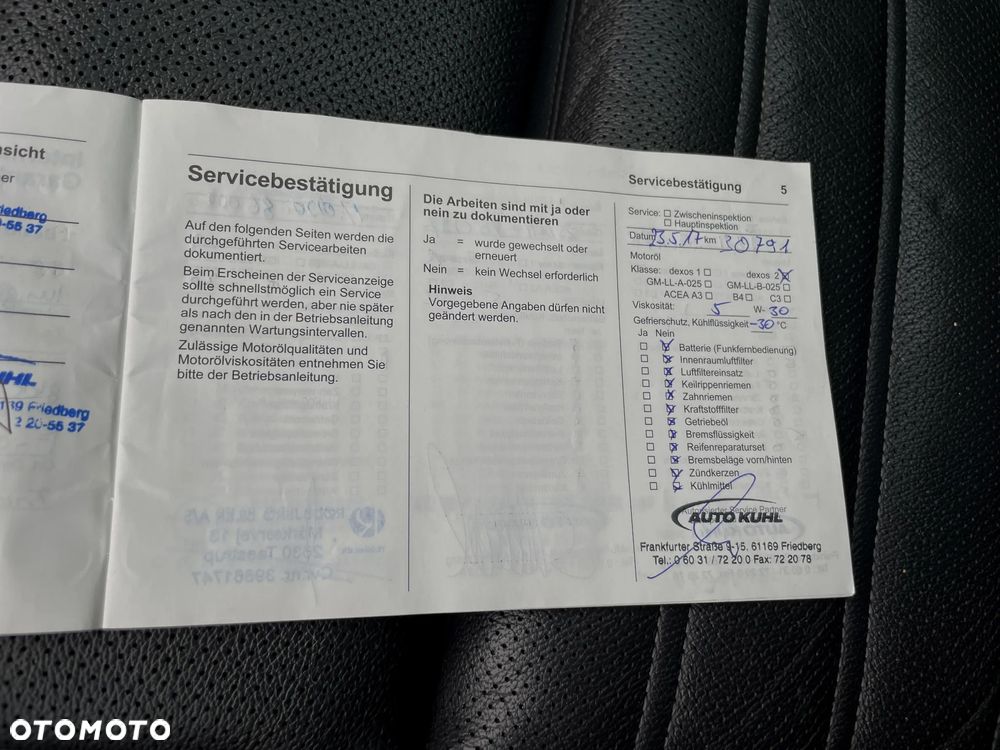 nsicht
er
riedberg
0-55 37
UHL
139 Friedberg
2 20-55 37
Servicebestätigung
Auf den folgenden Seiten werden die
durchgeführten Servicearbeiten
dokumentiert.
Beim Erscheinen der Serviceanzeige
sollte schnellstmöglich ein Service
durchgeführt werden, aber nie später
als nach den in der Betriebsanleitung
genannten Wartungsintervallen.
Zulässige Motorölqualitäten und
Motorölviskositäten entnehmen Sie
bitte der Betriebsanleitung.
Die Arbeiten sind mit ja oder
nein zu dokumentieren
Ja = wurde gewechselt oder
erneuert
Nein = kein Wechsel erforderlich
Hinweis
Vorgegebene Angaben dürfen nicht
geändert werden.
Servicebestätigung 5
Service: Zwischeninspektion
Hauptinspektion
Datum 23.5.17 km 30791
Motoröl
Klasse: dexos 1 dexos 2
GM-LL-A-025 GM-LL-B-025
ACEA A3 B4 C3
Viskosität: 5 W- 30
Gefrierschutz, Kühlflüssigkeit -30 °C
Ja Nein
Batterie (Funkfernbedienung)
Innenraumluftfilter
Luftfiltereinsatz
Keilrippenriemen
Zahnriemen
Kraftstofffilter
Getriebeöl
Bremsflüssigkeit
Reifenreparaturset
Bremsbeläge vorn/hinten
Zündkerzen
Kühlmittel
Autorisierter Service Partner
AUTO KUHL
Frankfurter Straße 9-15. 61169 Friedberg
Tel.: 0 60 31 / 72 20 0 Fax: 72 20 78
OTOMOTO